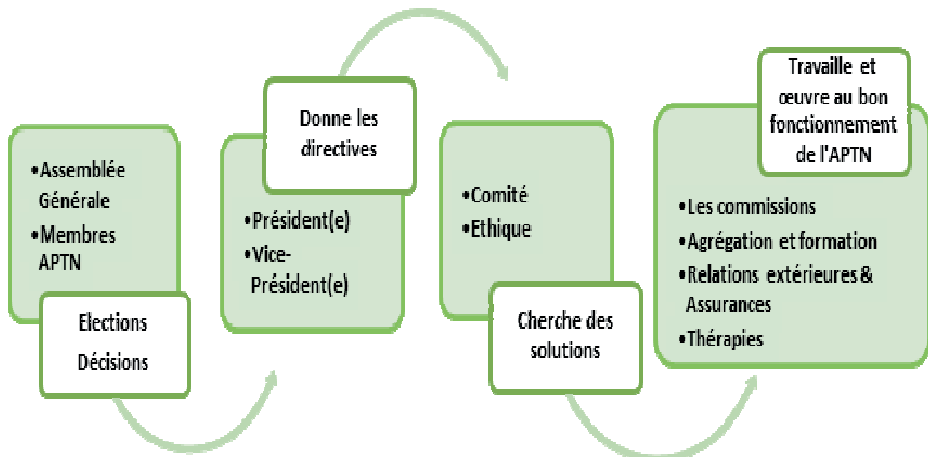 •Assemblée
Générale
•Membres
APTN
Elections
Décisions
Donne les
directives
•Président(e)
•Vice-
Président(e)
•Comité
•Ethique
Cherche des
solutions
Travaille et
œuvre au bon
fonctionnement
de l'APTN
•Les commissions
•Agrégation et formation
•Relations extérieures &
Assurances
•Thérapies